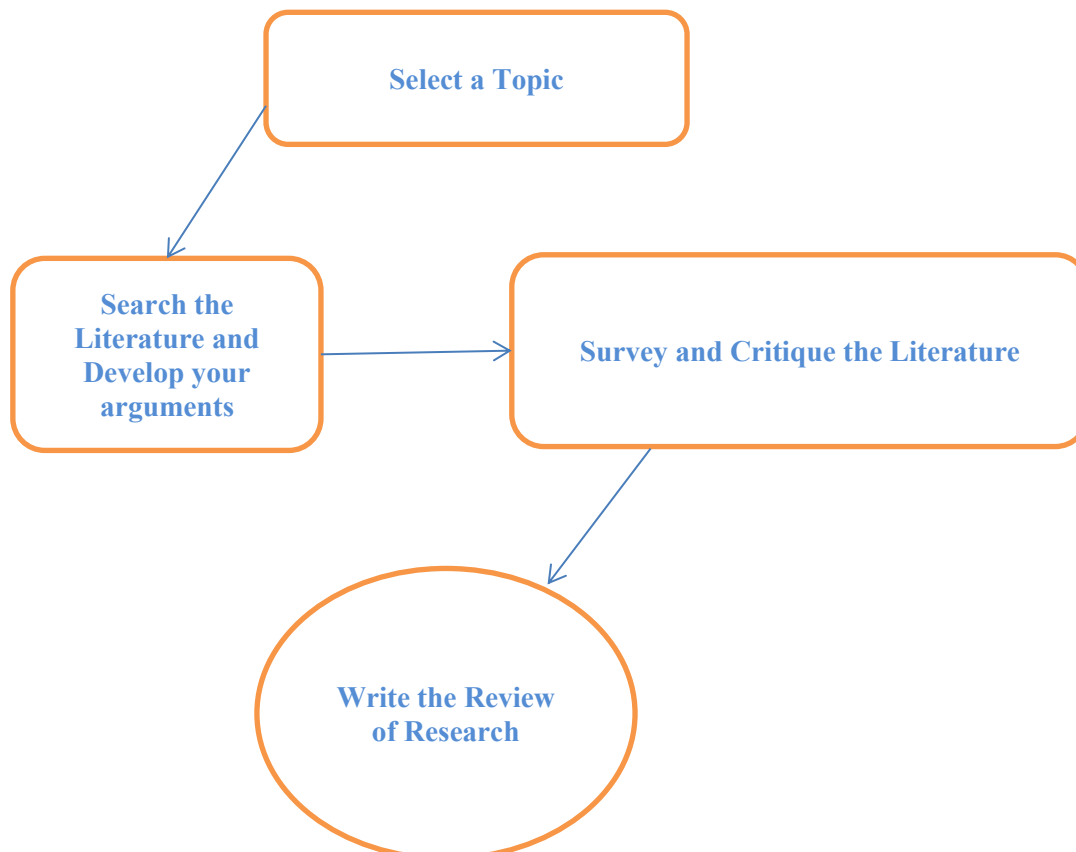 Select a Topic
Search the
Literature and
Develop your
arguments
Survey and Critique the Literature
Write the Review
of Research